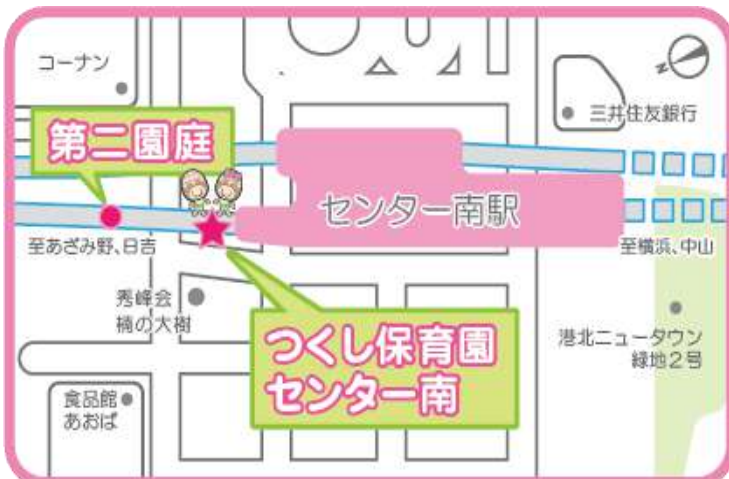 コーナン
N
三井住友銀行
第二園庭
センター南駅
至あざみ野、日吉
至横浜、中山
秀峰会
楠の大樹
つくし保育園
センター南
港北ニュータウン
緑地2号
食品館
あおば